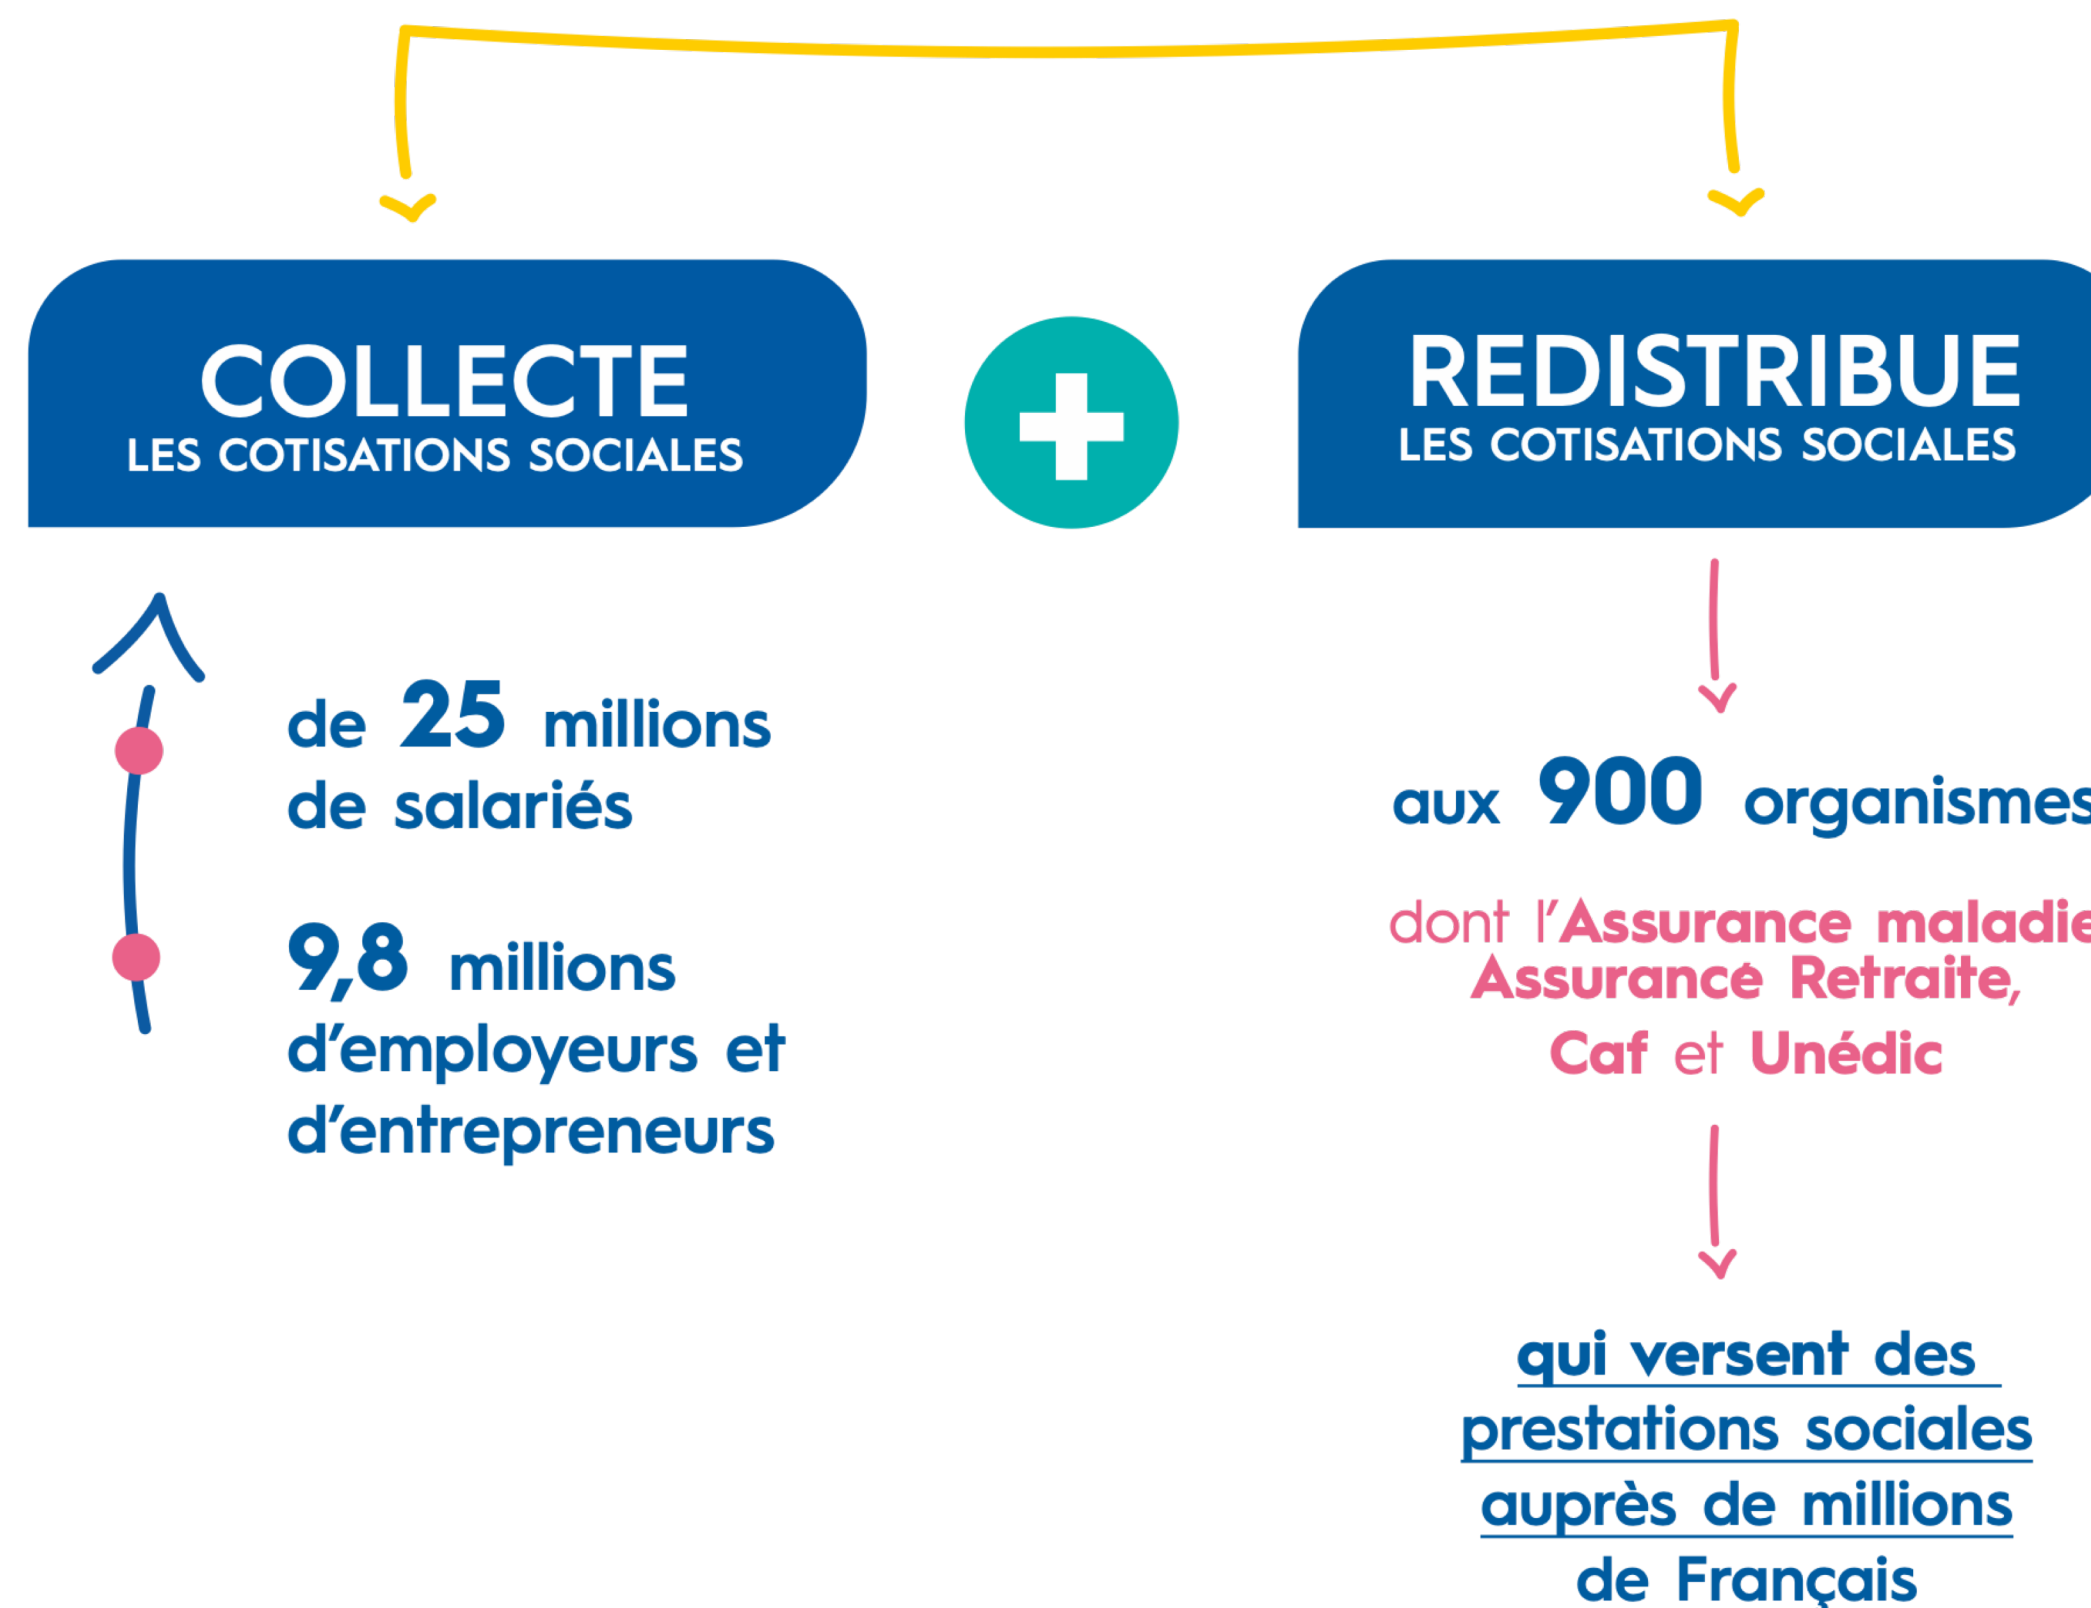 COLLECTE
LES COTISATIONS SOCIALES
de 25 millions
de salariés
9,8 millions
d'employeurs et
d'entrepreneurs
REDISTRIBUE
LES COTISATIONS SOCIALES
aux 900 organismes
dont l'Assurance maladie
Assurance Retraite,
Caf et Unédic
qui versent des
prestations sociales
auprès de millions
de Français